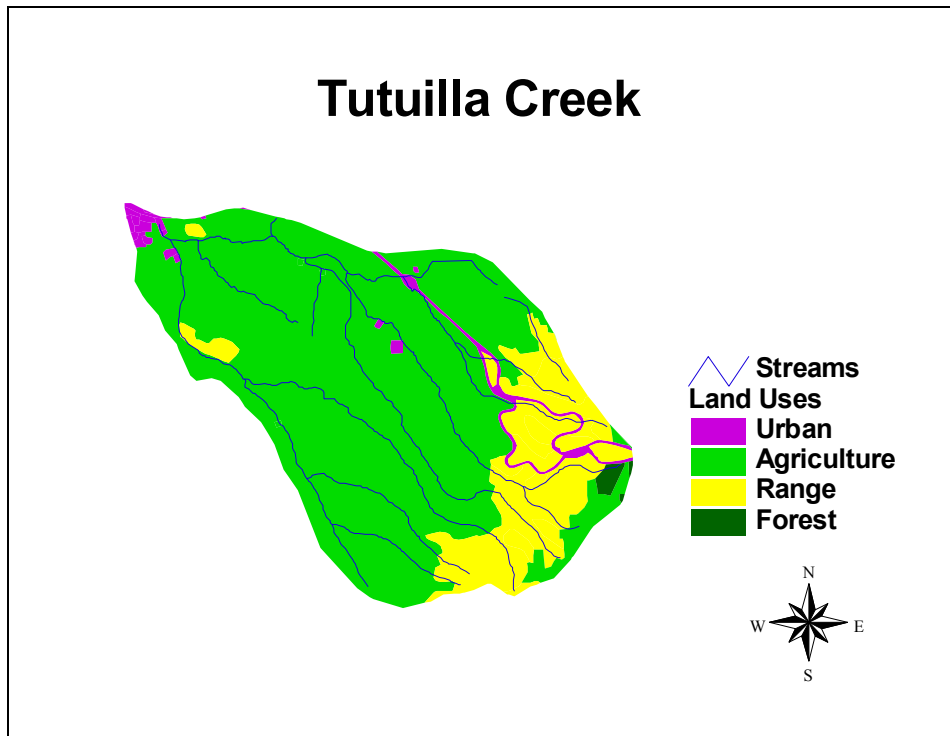 Tutuilla Creek
Streams
Land Uses
Urban
Agriculture
Range
Forest
N
W E
S